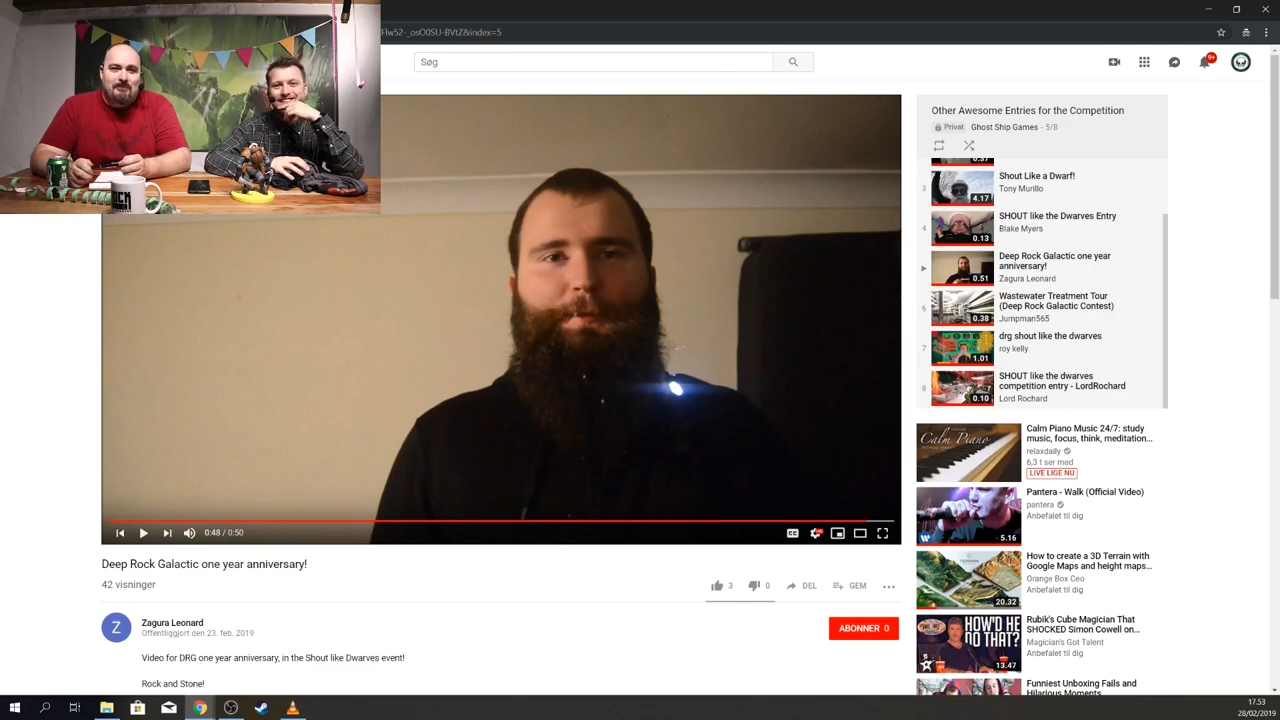 Flw52-_osO0SU-BVtZ&index=5
Søg
9+
Other Awesome Entries for the Competition
Privat Ghost Ship Games - 5/8
0.37
3
Shout Like a Dwarf!
Tony Murillo
4.17
4
SHOUT like the Dwarves Entry
Blake Myers
0.13
Deep Rock Galactic one year
anniversary!
Zagura Leonard
0.51
6
Wastewater Treatment Tour
(Deep Rock Galactic Contest)
Jumpman565
0.38
7
drg shout like the dwarves
roy kelly
1.01
8
SHOUT like the dwarves
competition entry - LordRochard
Lord Rochard
0.10
Calm Piano
Calm Piano Music 24/7: study
music, focus, think, meditation...
relaxdaily
6,3 t ser med
LIVE LIGE NU
Pantera - Walk (Official Video)
pantera
Anbefalet til dig
5.16
How to create a 3D Terrain with
Google Maps and height maps...
Orange Box Ceo
Anbefalet til dig
20.32
HOW'D HE
DO THAT?
Rubik's Cube Magician That
SHOCKED Simon Cowell on...
Magician's Got Talent
Anbefalet til dig
13.47
Funniest Unboxing Fails and
Hilarious Moments
0:48 / 0:50
Deep Rock Galactic one year anniversary!
42 visninger
3
0
DEL
GEM
Z
Zagura Leonard
Offentliggjort den 23. feb. 2019
ABONNER 0
Video for DRG one year anniversary, in the Shout like Dwarves event!
Rock and Stone!
17.53
28/02/2019